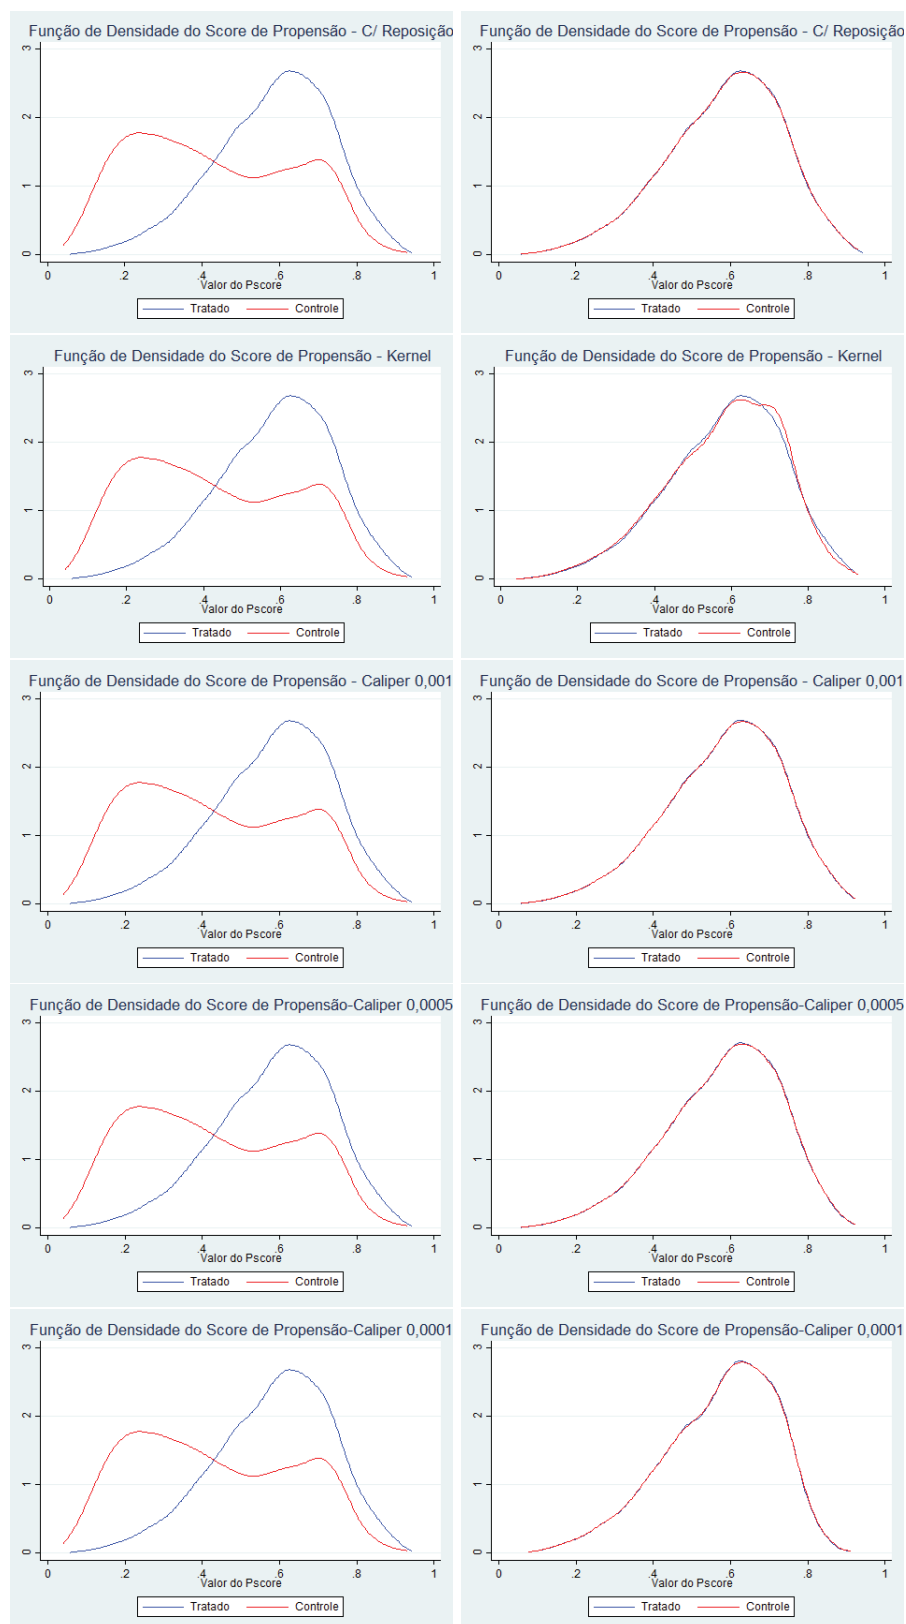 Função de Densidade do Score de Propensão - C/ Reposição
3
2
1
0
0 .2 .4 .6 .8 1
Valor do Pscore
Tratado Controle
Função de Densidade do Score de Propensão - C/ Reposição
3
2
1
0
0 .2 .4 .6 .8 1
Valor do Pscore
Tratado Controle
Função de Densidade do Score de Propensão - Kernel
3
2
1
0
0 .2 .4 .6 .8 1
Valor do Pscore
Tratado Controle
Função de Densidade do Score de Propensão - Kernel
3
2
1
0
0 .2 .4 .6 .8 1
Valor do Pscore
Tratado Controle
Função de Densidade do Score de Propensão - Caliper 0,001
3
2
1
0
0 .2 .4 .6 .8 1
Valor do Pscore
Tratado Controle
Função de Densidade do Score de Propensão - Caliper 0,001
3
2
1
0
0 .2 .4 .6 .8 1
Valor do Pscore
Tratado Controle
Função de Densidade do Score de Propensão-Caliper 0,0005
3
2
1
0
0 .2 .4 .6 .8 1
Valor do Pscore
Tratado Controle
Função de Densidade do Score de Propensão-Caliper 0,0005
3
2
1
0
0 .2 .4 .6 .8 1
Valor do Pscore
Tratado Controle
Função de Densidade do Score de Propensão-Caliper 0,0001
3
2
1
0
0 .2 .4 .6 .8 1
Valor do Pscore
Tratado Controle
Função de Densidade do Score de Propensão-Caliper 0,0001
3
2
1
0
0 .2 .4 .6 .8 1
Valor do Pscore
Tratado Controle